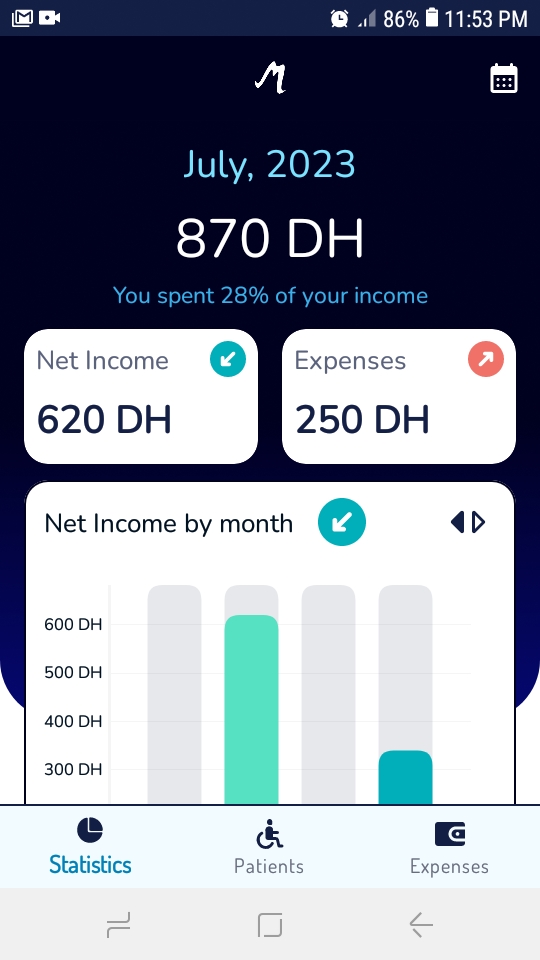 86% 11:53 PM
M
July, 2023
870 DH
You spent 28% of your income
Net Income
620 DH
Expenses
250 DH
Net Income by month
600 DH
500 DH
400 DH
300 DH
Statistics
Patients
Expenses